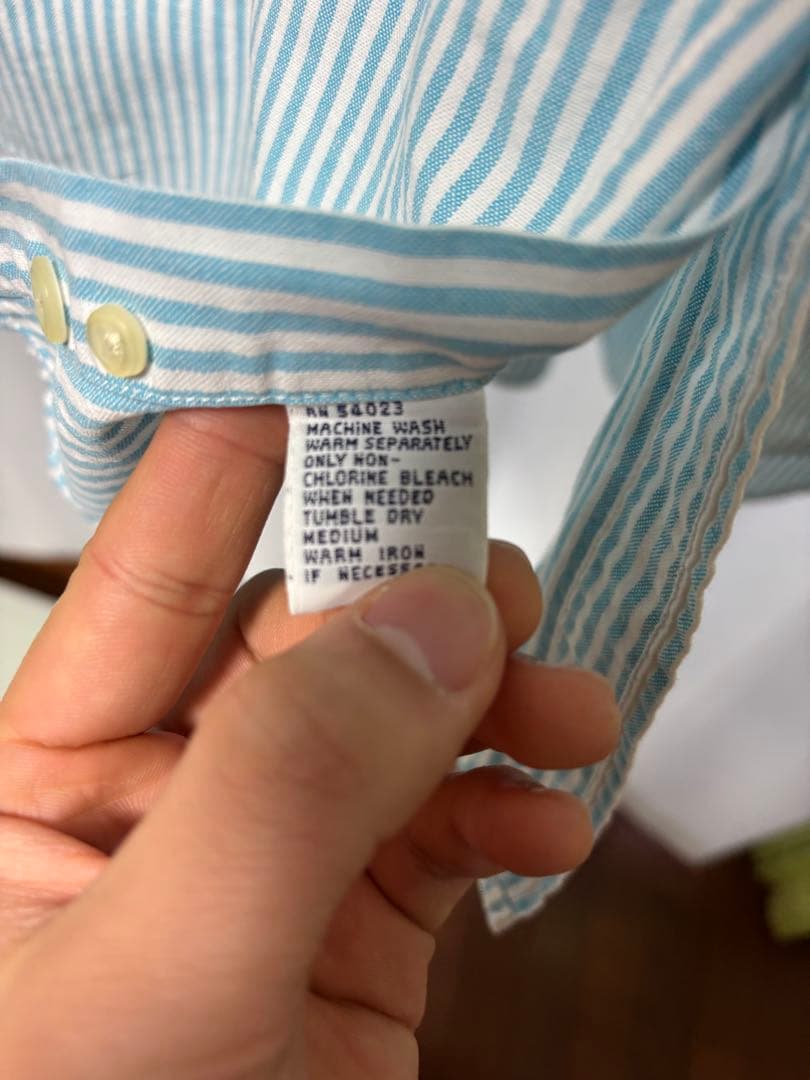 RN 54023
MACHINE WASH
WARM SEPARATELY
ONLY NON-
CHLORINE BLEACH
WHEN NEEDED
TUMBLE DRY
MEDIUM
WARM IRON
IF